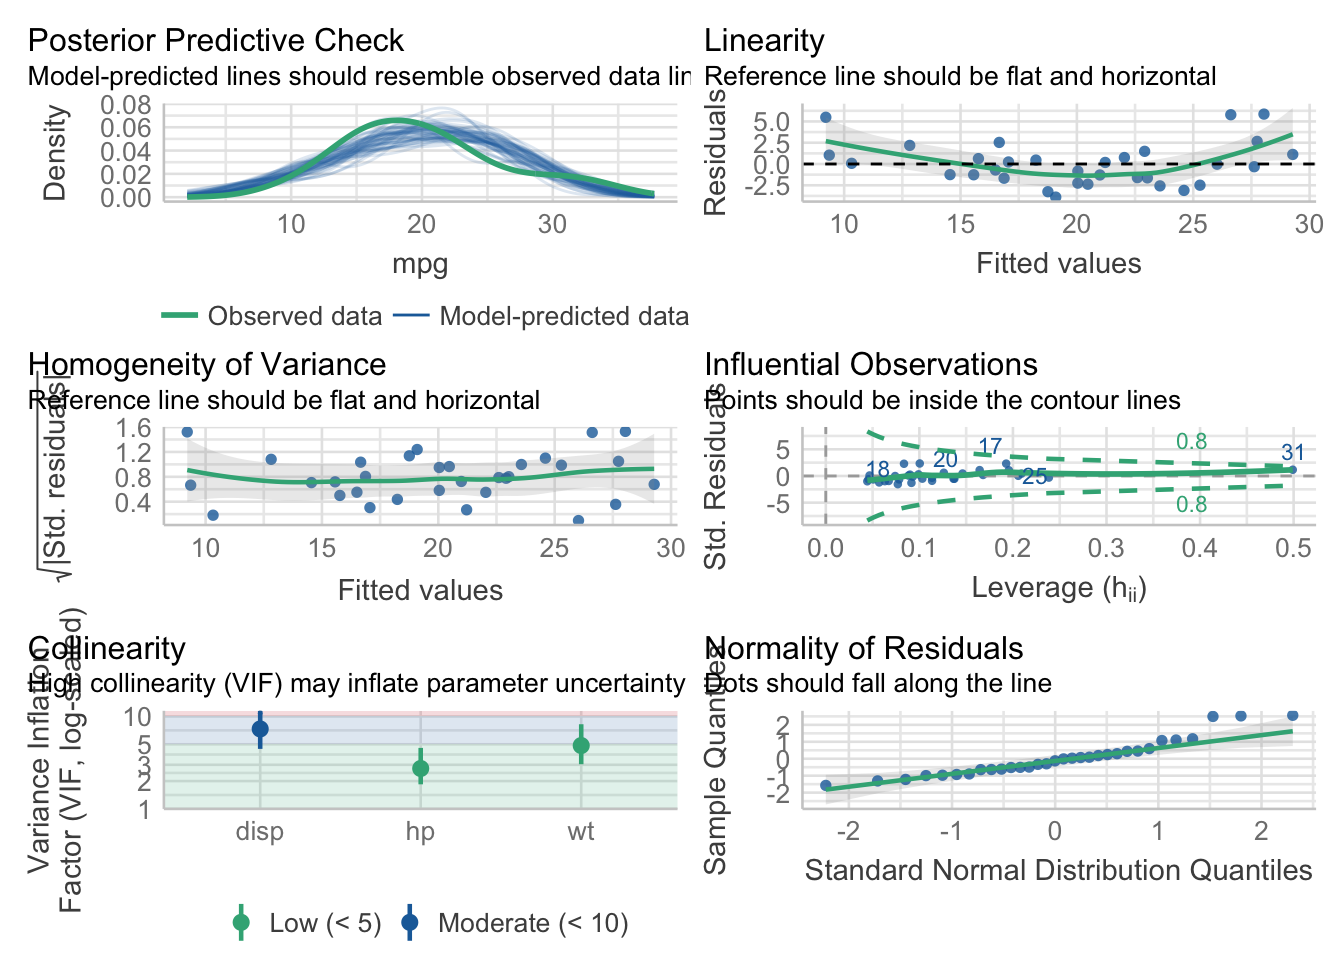 Posterior Predictive Check
Model-predicted lines should resemble observed data lin
Density
0.08
0.06
0.04
0.02
0.00
10 20 30
mpg
Observed data Model-predicted data
Linearity
Reference line should be flat and horizontal
Residuals
5.0
2.5
0.0
-2.5
10 15 20 25 30
Fitted values
Homogeneity of Variance
Reference line should be flat and horizontal
√|Std. residuals|
1.6
1.2
0.8
0.4
10 15 20 25 30
Fitted values
Influential Observations
Points should be inside the contour lines
Std. Residuals
5
0
-5
18
20
17
25
31
0.8
0.8
0.0 0.1 0.2 0.3 0.4 0.5
Leverage (hii)
Collinearity
High collinearity (VIF) may inflate parameter uncertainty
Variance Inflation
Factor (VIF, log-scaled)
10
5
3
2
1
disp hp wt
Low (< 5) Moderate (< 10)
Normality of Residuals
Dots should fall along the line
Sample Quantiles
2
1
0
-1
-2
-2 -1 0 1 2
Standard Normal Distribution Quantiles